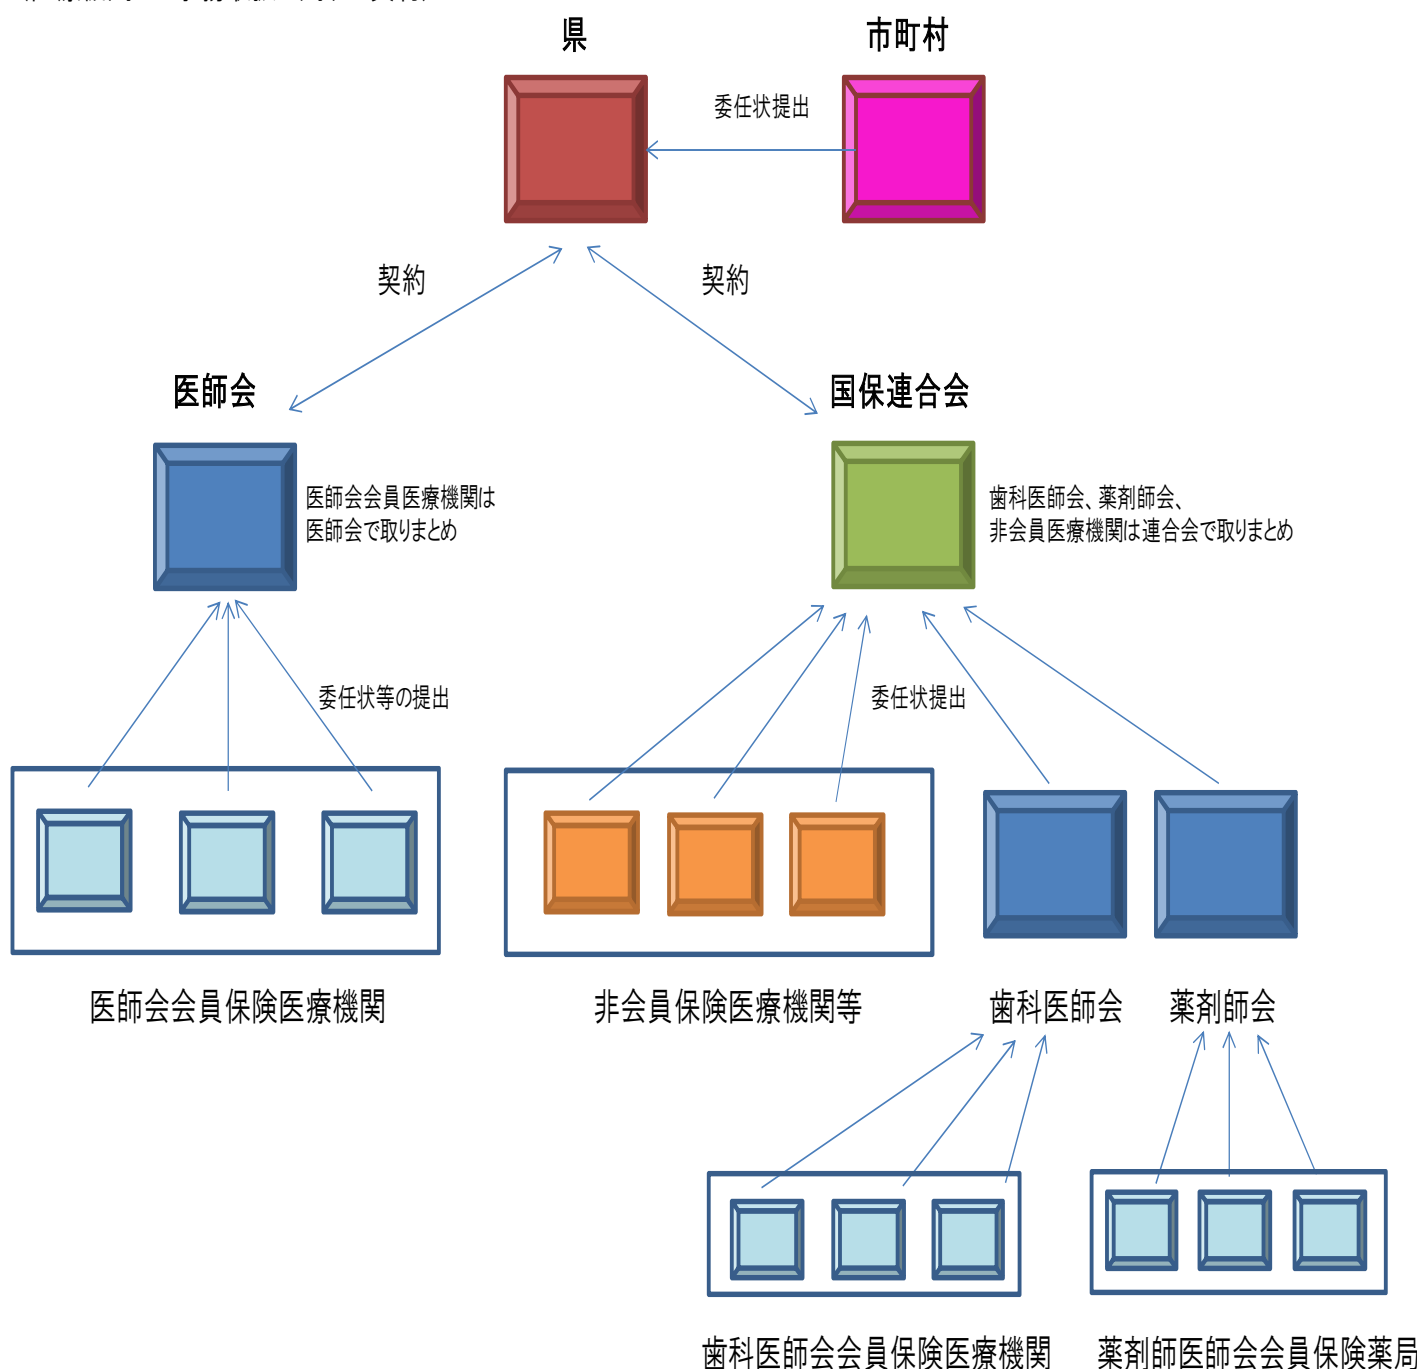 県
市町村
委任状提出
契約
契約
医師会
国保連合会
医師会会員医療機関は
医師会で取りまとめ
歯科医師会、薬剤師会、
非会員医療機関は連合会で取りまとめ
委任状等の提出
委任状提出
医師会会員保険医療機関
非会員保険医療機関等
歯科医師会
薬剤師会
歯科医師会会員保険医療機関
薬剤師医師会会員保険薬局